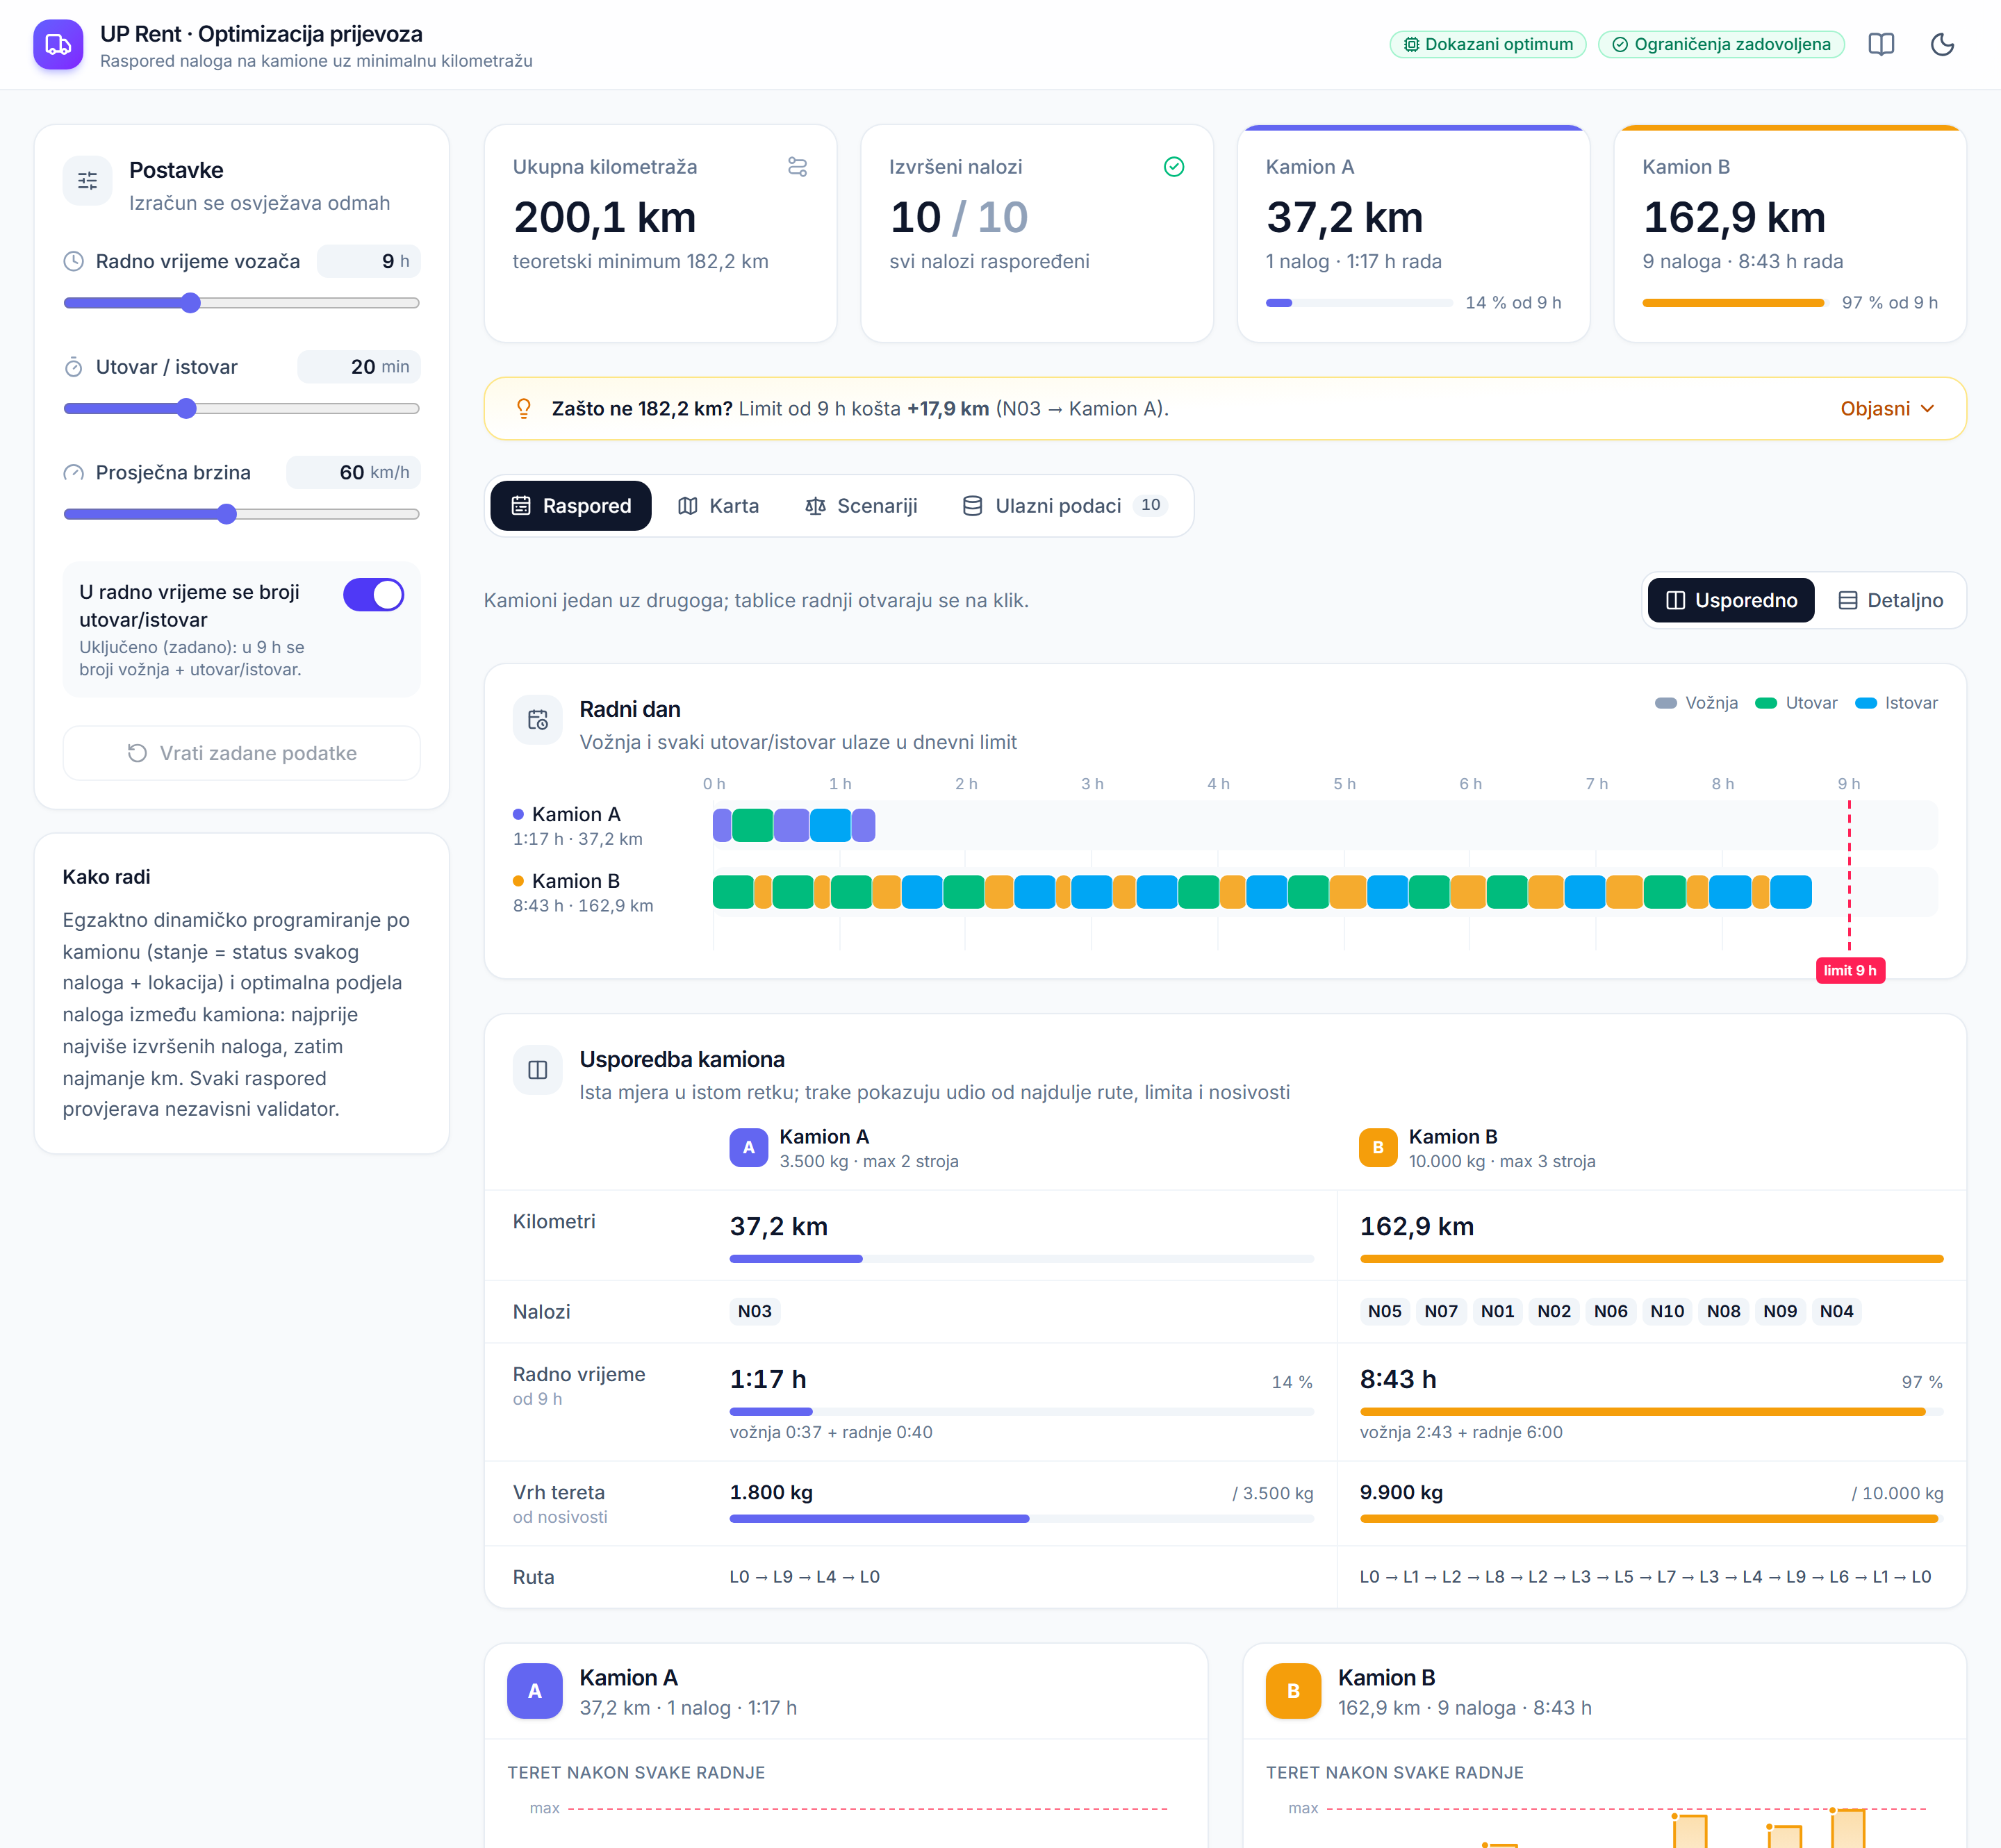 UP Rent · Optimizacija prijevoza
Raspored naloga na kamione uz minimalnu kilometražu
Dokazani optimum
Ograničenja zadovoljena
Postavke
Izračun se osvježava odmah
Radno vrijeme vozača
9 h
Utovar / istovar
20 min
Prosječna brzina
60 km/h
U radno vrijeme se broji
utovar/istovar
Uključeno (zadano): u 9 h se
broji vožnja + utovar/istovar.
Vrati zadane podatke
Kako radi
Egzaktno dinamičko programiranje po
kamionu (stanje = status svakog
naloga + lokacija) i optimalna podjela
naloga između kamiona: najprije
najviše izvršenih naloga, zatim
najmanje km. Svaki raspored
provjerava nezavisni validator.
Ukupna kilometraža
200,1 km
teoretski minimum 182,2 km
Izvršeni nalozi
10 / 10
svi nalozi raspoređeni
Kamion A
37,2 km
1 nalog · 1:17 h rada
14 % od 9 h
Kamion B
162,9 km
9 naloga · 8:43 h rada
97 % od 9 h
Zašto ne 182,2 km? Limit od 9 h košta +17,9 km (N03 → Kamion A).
Objasni
Raspored
Karta
Scenariji
Ulazni podaci 10
Kamioni jedan uz drugoga; tablice radnji otvaraju se na klik.
Usporedno
Detaljno
Radni dan
Vožnja i svaki utovar/istovar ulaze u dnevni limit
Vožnja
Utovar
Istovar
0 h 1 h 2 h 3 h 4 h 5 h 6 h 7 h 8 h 9 h
Kamion A
1:17 h · 37,2 km
Kamion B
8:43 h · 162,9 km
limit 9 h
Usporedba kamiona
Ista mjera u istom retku; trake pokazuju udio od najdulje rute, limita i nosivosti
A
Kamion A
3.500 kg · max 2 stroja
B
Kamion B
10.000 kg · max 3 stroja
Kilometri
37,2 km
162,9 km
Nalozi
N03
N05 N07 N01 N02 N06 N10 N08 N09 N04
Radno vrijeme
od 9 h
1:17 h
14 %
vožnja 0:37 + radnje 0:40
8:43 h
97 %
vožnja 2:43 + radnje 6:00
Vrh tereta
od nosivosti
1.800 kg
/ 3.500 kg
9.900 kg
/ 10.000 kg
Ruta
L0 → L9 → L4 → L0
L0 → L1 → L2 → L8 → L2 → L3 → L5 → L7 → L3 → L4 → L9 → L6 → L1 → L0
A
Kamion A
37,2 km · 1 nalog · 1:17 h
TERET NAKON SVAKE RADNJE
max
B
Kamion B
162,9 km · 9 naloga · 8:43 h
TERET NAKON SVAKE RADNJE
max